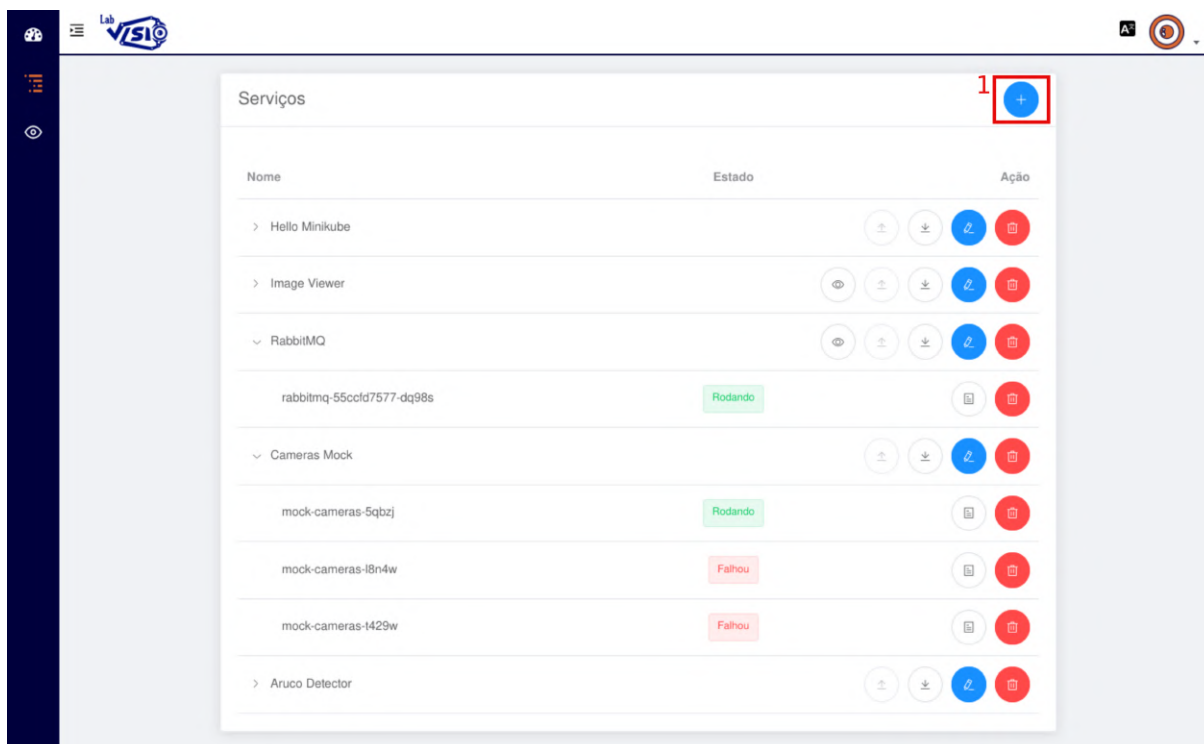 Lab
VISIO
A
1
Serviços
Nome Estado Ação
Hello Minikube
Image Viewer
RabbitMQ
rabbitmq-55ccfd7577-dq98s Rodando
Cameras Mock
mock-cameras-5qbzj Rodando
mock-cameras-l8n4w Falhou
mock-cameras-t429w Falhou
Aruco Detector